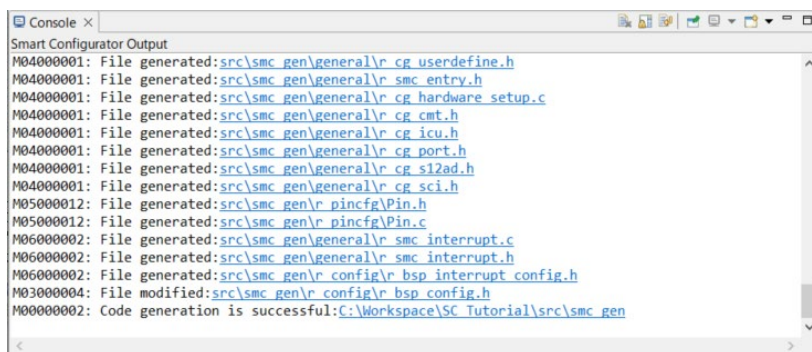 Console
Smart Configurator Output
M04000001: File generated:src\smc_gen\general\r_cg_userdefine.h
M04000001: File generated:src\smc_gen\general\r_smc_entry.h
M04000001: File generated:src\smc_gen\general\r_cg_hardware_setup.c
M04000001: File generated:src\smc_gen\general\r_cg_cmt.h
M04000001: File generated:src\smc_gen\general\r_cg_icu.h
M04000001: File generated:src\smc_gen\general\r_cg_port.h
M04000001: File generated:src\smc_gen\general\r_cg_s12ad.h
M04000001: File generated:src\smc_gen\general\r_cg_sci.h
M05000012: File generated:src\smc_gen\r_pincfg\Pin.h
M05000012: File generated:src\smc_gen\r_pincfg\Pin.c
M06000002: File generated:src\smc_gen\general\r_smc_interrupt.c
M06000002: File generated:src\smc_gen\general\r_smc_interrupt.h
M06000002: File generated:src\smc_gen\r_config\r_bsp_interrupt_config.h
M03000004: File modified:src\smc_gen\r_config\r_bsp_config.h
M00000002: Code generation is successful:C:\Workspace\SC_Tutorial\src\smc_gen